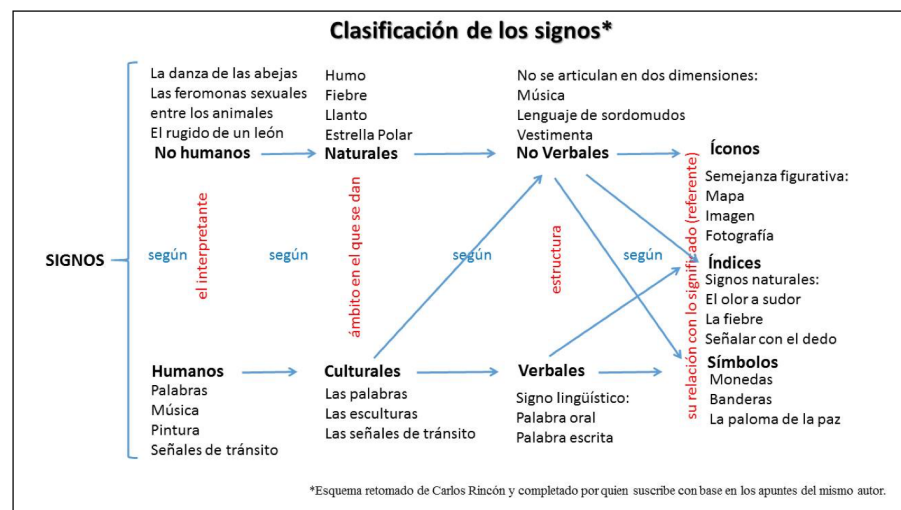 Clasificación de los signos*
La danza de las abejas
Las feromonas sexuales
entre los animales
El rugido de un león
No humanos
Humo
Fiebre
Llanto
Estrella Polar
Naturales
No se articulan en dos dimensiones:
Música
Lenguaje de sordomudos
Vestimenta
No Verbales
Íconos
Semejanza figurativa:
Mapa
Imagen
Fotografía
SIGNOS
según
el interpretante
según
ámbito en el que se dan
según
estructura
según
su relación con lo significado (referente)
Índices
Signos naturales:
El olor a sudor
La fiebre
Señalar con el dedo
Humanos
Palabras
Música
Pintura
Señales de tránsito
Culturales
Las palabras
Las esculturas
Las señales de tránsito
Verbales
Signo lingüístico:
Palabra oral
Palabra escrita
Símbolos
Monedas
Banderas
La paloma de la paz
*Esquema retomado de Carlos Rincón y completado por quien suscribe con base en los apuntes del mismo autor.